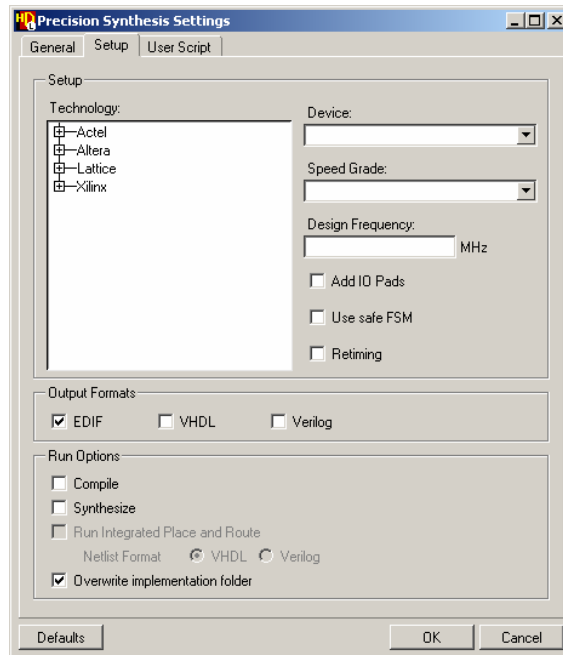 Precision Synthesis Settings
General Setup User Script
Setup
Technology:
Actel
Altera
Lattice
Xilinx
Device:
Speed Grade:
Design Frequency:
MHz
Add IO Pads
Use safe FSM
Retiming
Output Formats
EDIF VHDL Verilog
Run Options
Compile
Synthesize
Run Integrated Place and Route
Netlist Format VHDL Verilog
Overwrite implementation folder
Defaults OK Cancel